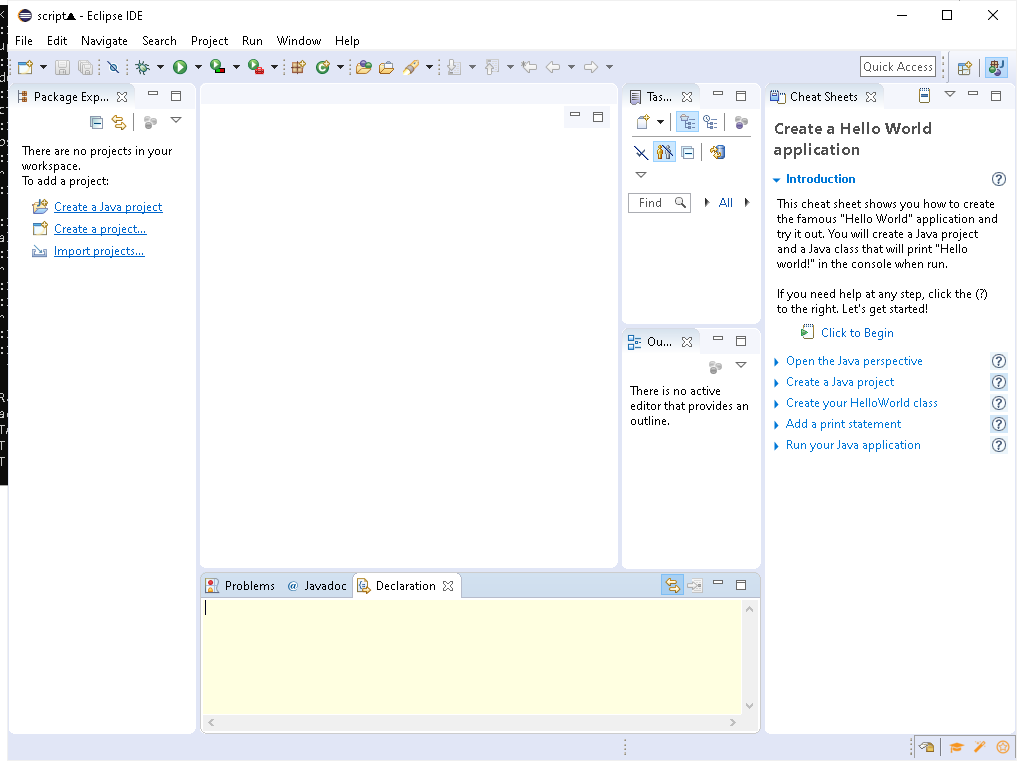 script▲ - Eclipse IDE
File Edit Navigate Search Project Run Window Help
Quick Access
Package Exp...
There are no projects in your
workspace.
To add a project:
Create a Java project
Create a project...
Import projects...
Tas...
Find
All
Ou...
There is no active
editor that provides an
outline.
Problems @ Javadoc Declaration
Cheat Sheets
Create a Hello World
application
Introduction
This cheat sheet shows you how to create
the famous "Hello World" application and
try it out. You will create a Java project
and a Java class that will print "Hello
world!" in the console when run.
If you need help at any step, click the (?)
to the right. Let's get started!
Click to Begin
Open the Java perspective
Create a Java project
Create your HelloWorld class
Add a print statement
Run your Java application